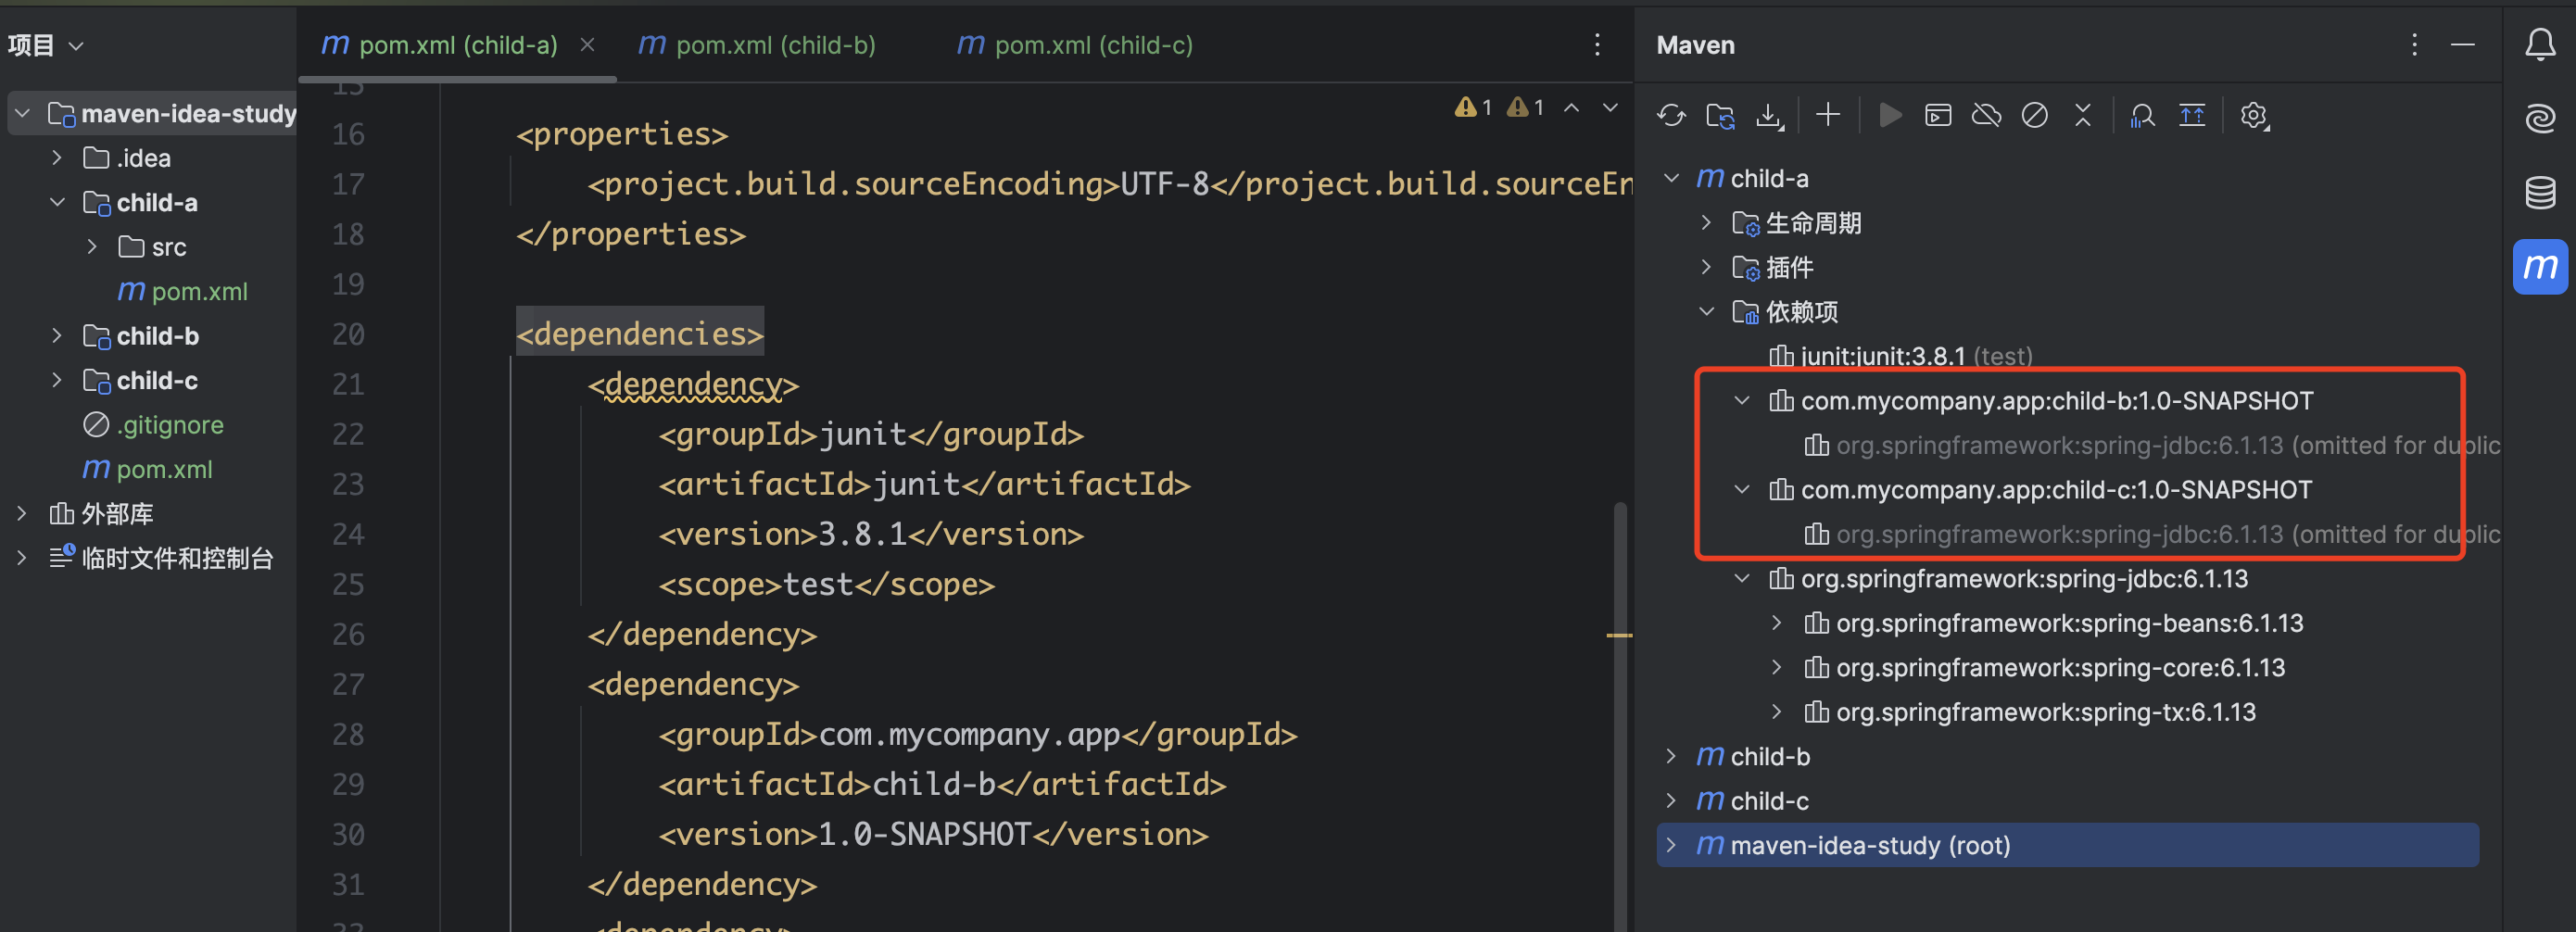 项目
maven-idea-study
.idea
child-a
src
pom.xml
child-b
child-c
.gitignore
pom.xml
外部库
临时文件和控制台
pom.xml (child-a)
pom.xml (child-b)
pom.xml (child-c)
1 1
15
16 <properties>
17 <project.build.sourceEncoding>UTF-8</project.build.sourceEn
18 </properties>
19
20 <dependencies>
21 <dependency>
22 <groupId>junit</groupId>
23 <artifactId>junit</artifactId>
24 <version>3.8.1</version>
25 <scope>test</scope>
26 </dependency>
27 <dependency>
28 <groupId>com.mycompany.app</groupId>
29 <artifactId>child-b</artifactId>
30 <version>1.0-SNAPSHOT</version>
31 </dependency>
33 <dependency>
Maven
child-a
生命周期
插件
依赖项
junit:junit:3.8.1 (test)
com.mycompany.app:child-b:1.0-SNAPSHOT
org.springframework:spring-jdbc:6.1.13 (omitted for duplic
com.mycompany.app:child-c:1.0-SNAPSHOT
org.springframework:spring-jdbc:6.1.13 (omitted for duplic
org.springframework:spring-jdbc:6.1.13
org.springframework:spring-beans:6.1.13
org.springframework:spring-core:6.1.13
org.springframework:spring-tx:6.1.13
child-b
child-c
maven-idea-study (root)